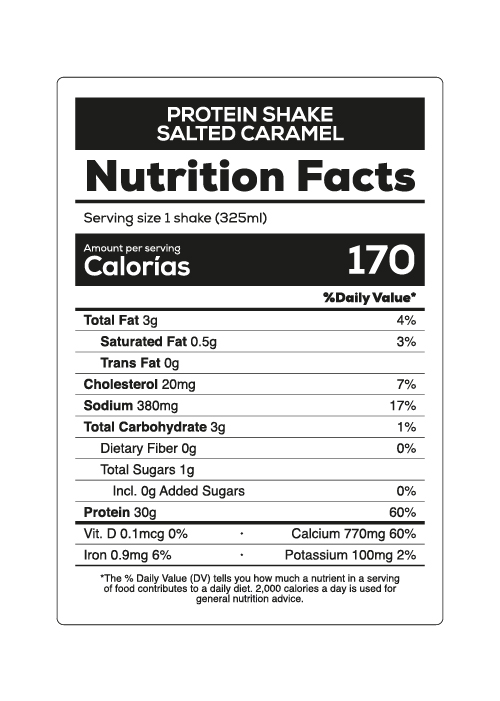 PROTEIN SHAKE
SALTED CARAMEL
Nutrition Facts
Serving size 1 shake (325ml)
Amount per serving
Calorías 170
%Daily Value*
Total Fat 3g 4%
Saturated Fat 0.5g 3%
Trans Fat 0g
Cholesterol 20mg 7%
Sodium 380mg 17%
Total Carbohydrate 3g 1%
Dietary Fiber 0g 0%
Total Sugars 1g
Incl. 0g Added Sugars 0%
Protein 30g 60%
Vit. D 0.1mcg 0% • Calcium 770mg 60%
Iron 0.9mg 6% • Potassium 100mg 2%
*The % Daily Value (DV) tells you how much a nutrient in a serving
of food contributes to a daily diet. 2,000 calories a day is used for
general nutrition advice.